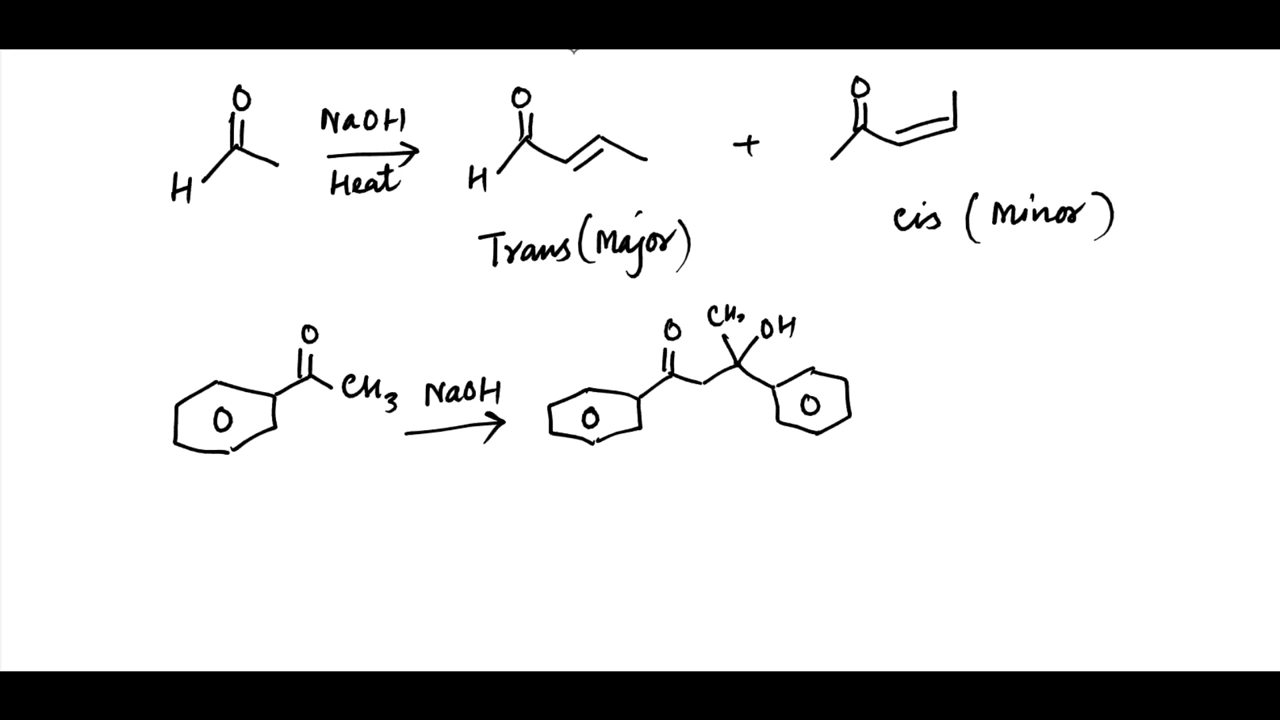 O O O
NaOH
H Heat H +
Trans (Major) cis (Minor)
O O CH3 OH
CH3 NaOH